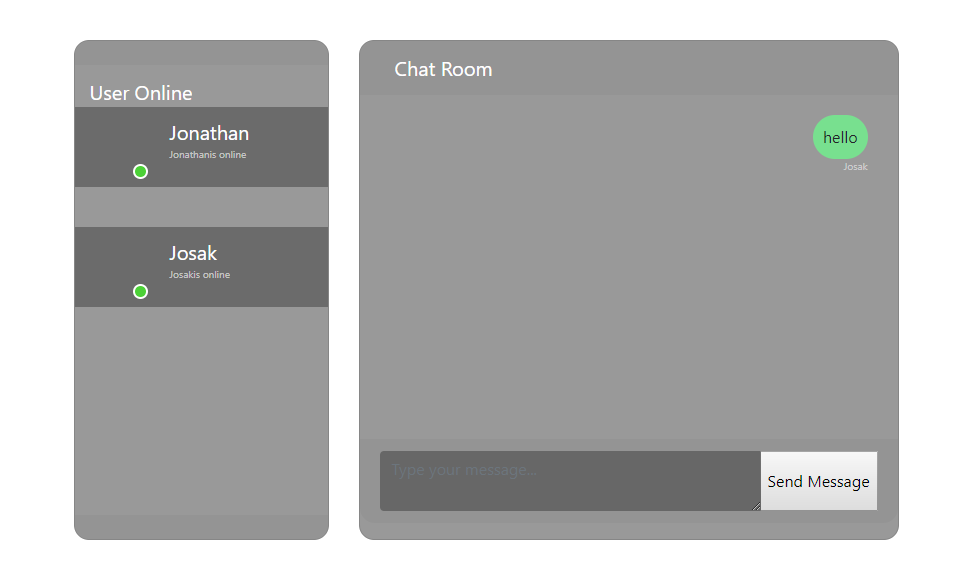 User Online
Jonathan
Jonathanis online
Josak
Josakis online
Chat Room
hello
Josak
Type your message...
Send Message